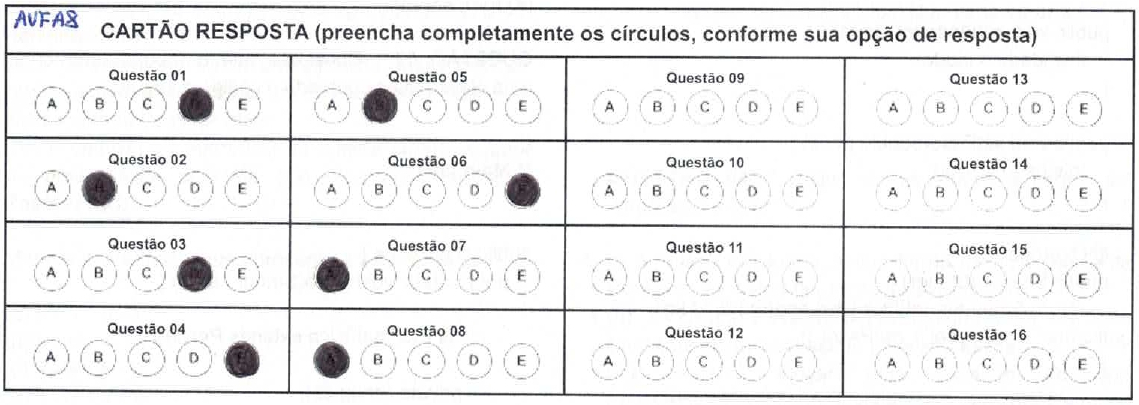 AVFA8
CARTÃO RESPOSTA (preencha completamente os círculos, conforme sua opção de resposta)
Questão 01
A B C E
Questão 05
A C D E
Questão 09
A B C D E
Questão 13
A B C D E
Questão 02
A C D E
Questão 06
A B C D
Questão 10
A B C D E
Questão 14
A B C D E
Questão 03
A B C E
Questão 07
B C D E
Questão 11
A B C D E
Questão 15
A B C D E
Questão 04
A B C D
Questão 08
B C D E
Questão 12
A B C D E
Questão 16
A B C D E